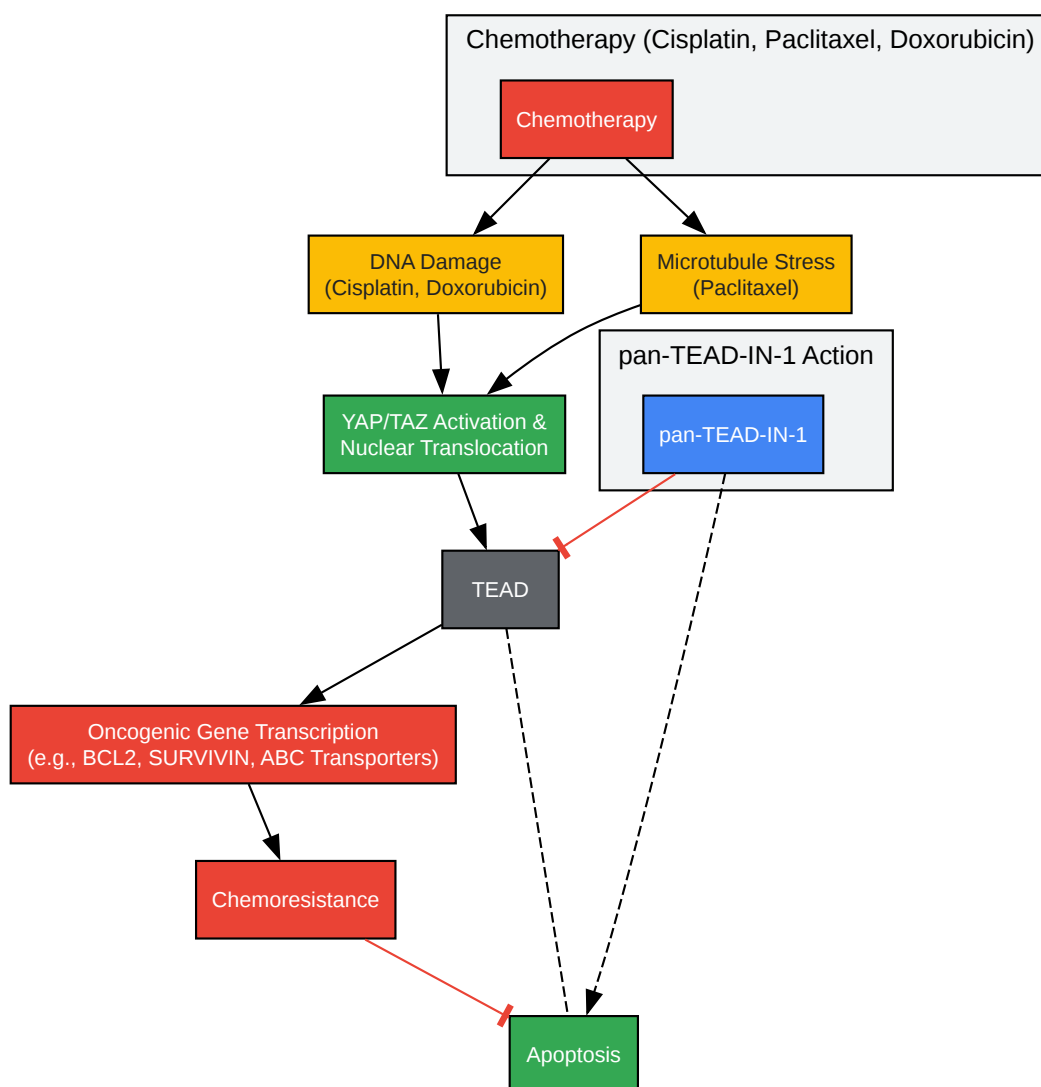 Chemotherapy (Cisplatin, Paclitaxel, Doxorubicin)
Chemotherapy
DNA Damage
(Cisplatin, Doxorubicin)
Microtubule Stress
(Paclitaxel)
pan-TEAD-IN-1 Action
YAP/TAZ Activation &
Nuclear Translocation
pan-TEAD-IN-1
TEAD
Oncogenic Gene Transcription
(e.g., BCL2, SURVIVIN, ABC Transporters)
Chemoresistance
Apoptosis